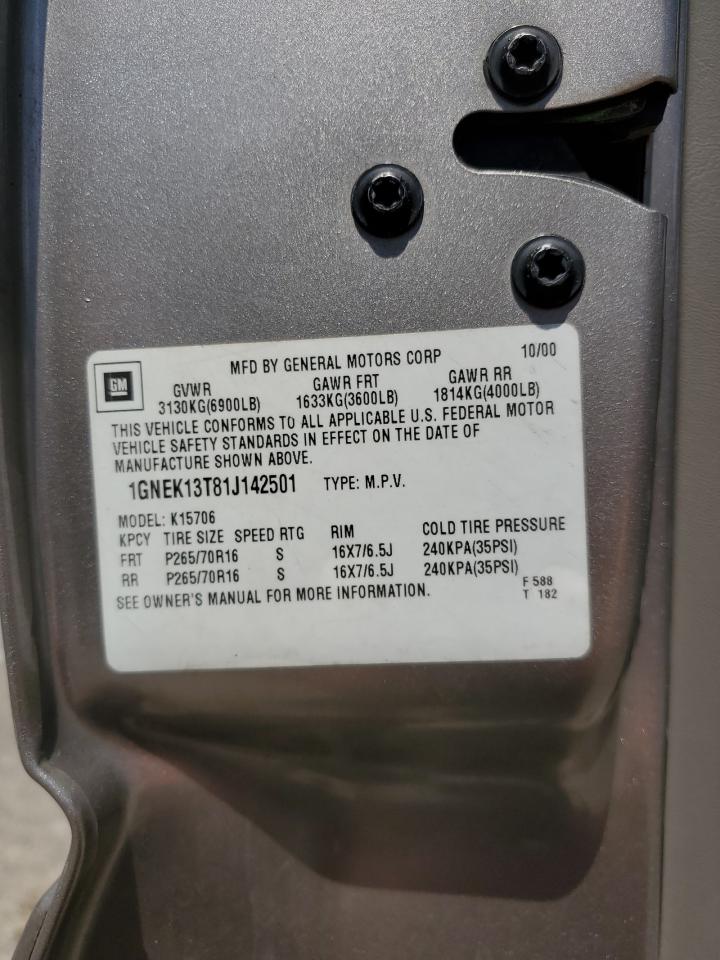 MFD BY GENERAL MOTORS CORP 10/00
GM
GVWR GAWR FRT GAWR RR
3130KG(6900LB) 1633KG(3600LB) 1814KG(4000LB)
THIS VEHICLE CONFORMS TO ALL APPLICABLE U.S. FEDERAL MOTOR
VEHICLE SAFETY STANDARDS IN EFFECT ON THE DATE OF
MANUFACTURE SHOWN ABOVE.
1GNEK13T81J142501 TYPE: M.P.V.
MODEL: K15706
KPCY TIRE SIZE SPEED RTG RIM COLD TIRE PRESSURE
FRT P265/70R16 S 16X7/6.5J 240KPA(35PSI)
RR P265/70R16 S 16X7/6.5J 240KPA(35PSI)
SEE OWNER'S MANUAL FOR MORE INFORMATION. F 588
T 182